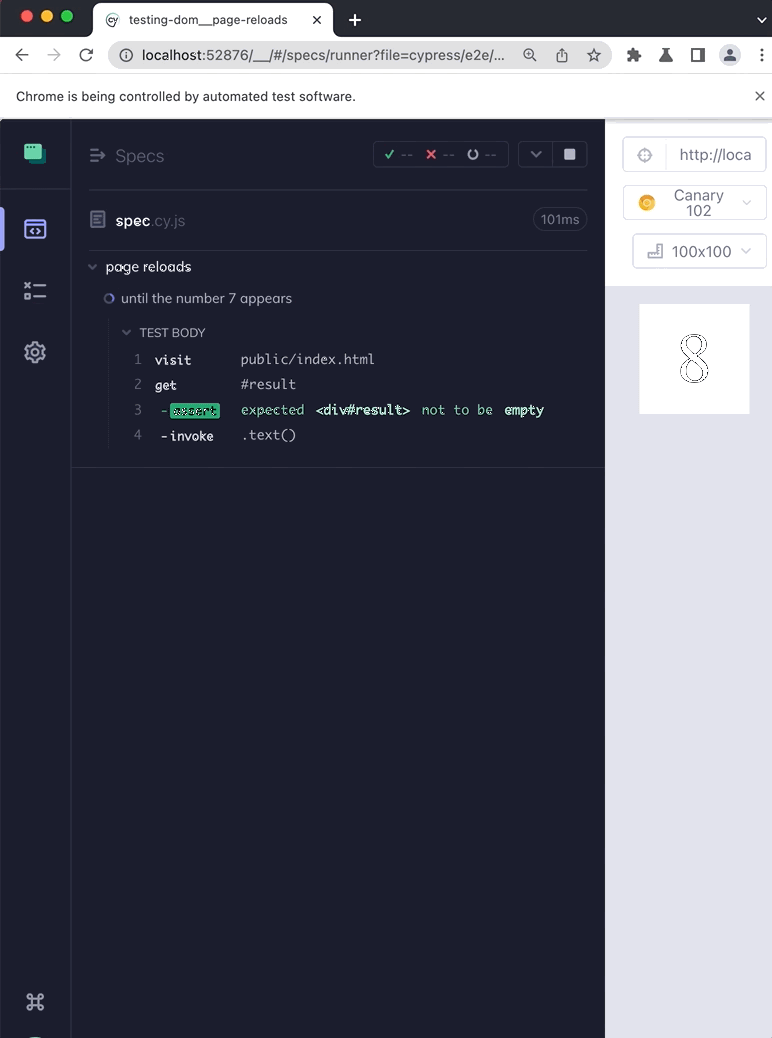 testing-dom__page-reloads
localhost:52876/__/#/specs/runner?file=cypress/e2e/...
Chrome is being controlled by automated test software.
Specs
-- -- --
http://loca
spec.cy.js
101ms
Canary
102
100x100
page reloads
until the number 7 appears
TEST BODY
1 visit public/index.html
2 get #result
3 -assert expected <div#result> not to be empty
4 -invoke .text()
8